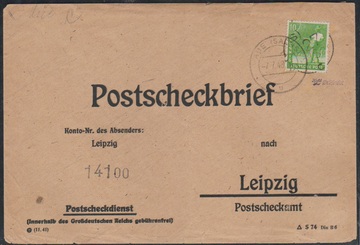 Postscheckbrief
Konto-Nr. des Absenders:
Leipzig
nach
14100
Leipzig
Postscheckamt
Postscheckdienst
(innerhalb des Großdeutschen Reichs gebührenfrei)